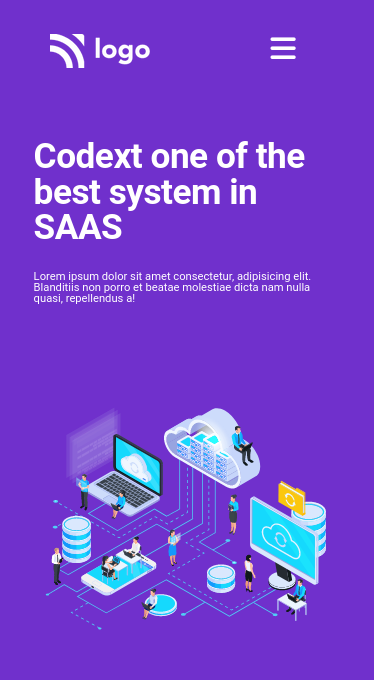 logo
Codext one of the
best system in
SAAS
Lorem ipsum dolor sit amet consectetur, adipisicing elit.
Blanditiis non porro et beatae molestiae dicta nam nulla
quasi, repellendus a!